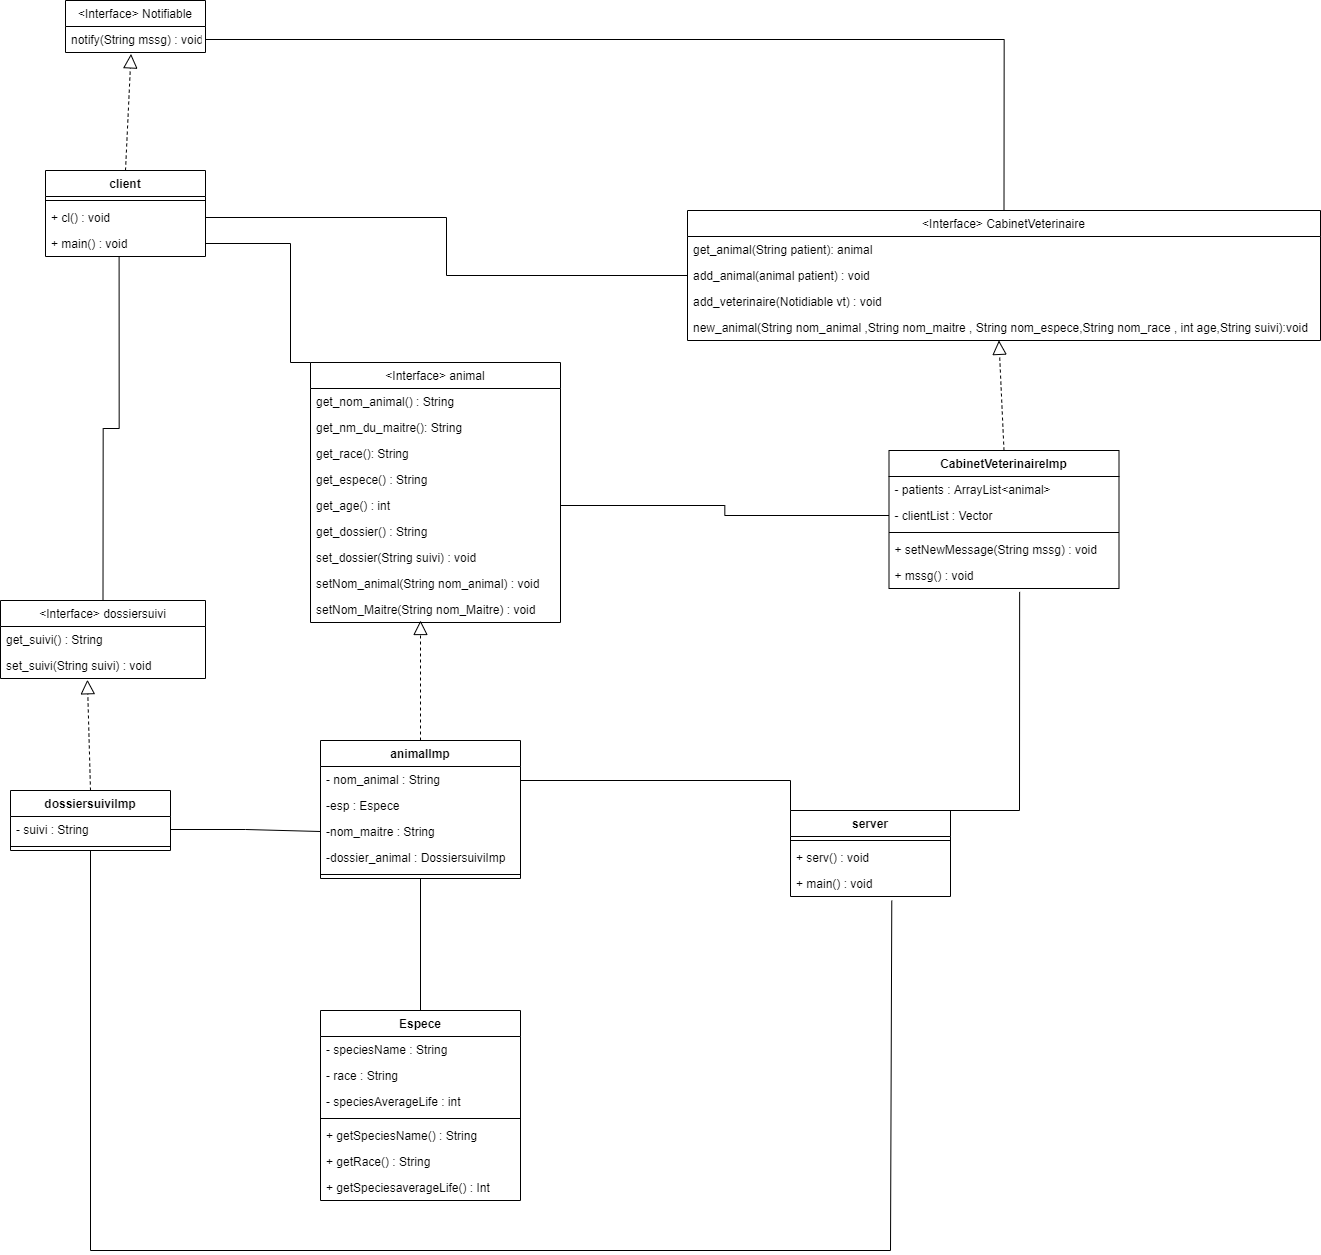 <Interface> Notifiable
notify(String mssg) : void
client
+ cl() : void
+ main() : void
<Interface> CabinetVeterinaire
get_animal(String patient): animal
add_animal(animal patient) : void
add_veterinaire(Notidiable vt) : void
new_animal(String nom_animal ,String nom_maitre , String nom_espece,String nom_race , int age,String suivi):void
<Interface> animal
get_nom_animal() : String
get_nm_du_maitre(): String
get_race(): String
get_espece() : String
get_age() : int
get_dossier() : String
set_dossier(String suivi) : void
setNom_animal(String nom_animal) : void
setNom_Maitre(String nom_Maitre) : void
CabinetVeterinaireImp
- patients : ArrayList<animal>
- clientList : Vector
+ setNewMessage(String mssg) : void
+ mssg() : void
<Interface> dossiersuivi
get_suivi() : String
set_suivi(String suivi) : void
dossiersuiviImp
- suivi : String
animalImp
- nom_animal : String
-esp : Espece
-nom_maitre : String
-dossier_animal : DossiersuiviImp
server
+ serv() : void
+ main() : void
Espece
- speciesName : String
- race : String
- speciesAverageLife : int
+ getSpeciesName() : String
+ getRace() : String
+ getSpeciesaverageLife() : Int